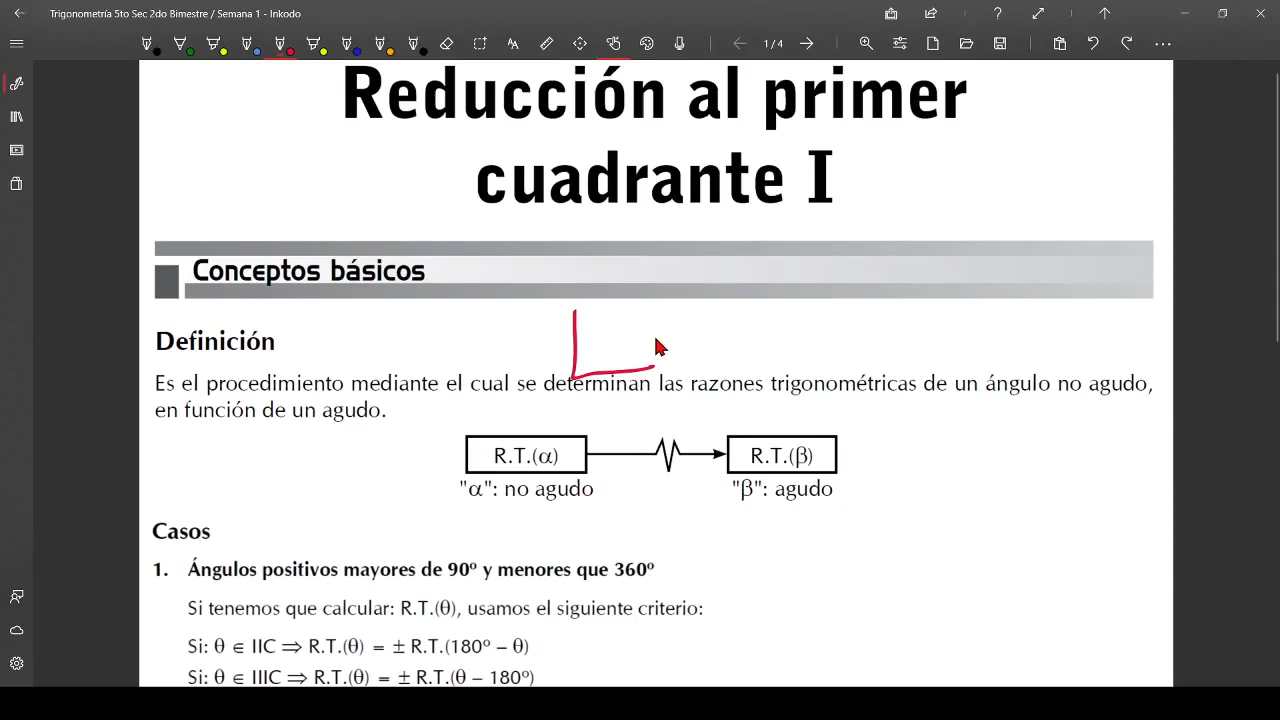 Trigonometría 5to Sec 2do Bimestre / Semana 1 - Inkodo
1/4
Reducción al primer
cuadrante I
Conceptos básicos
Definición
Es el procedimiento mediante el cual se determinan las razones trigonométricas de un ángulo no agudo,
en función de un agudo.
R.T.(α) R.T.(β)
"α": no agudo "β": agudo
Casos
1. Ángulos positivos mayores de 90º y menores que 360º
Si tenemos que calcular: R.T.(θ), usamos el siguiente criterio:
Si: θ ∈ IIC ⇒ R.T.(θ) = ± R.T.(180º – θ)
Si: θ ∈ IIIC ⇒ R.T.(θ) = ± R.T.(θ – 180º)